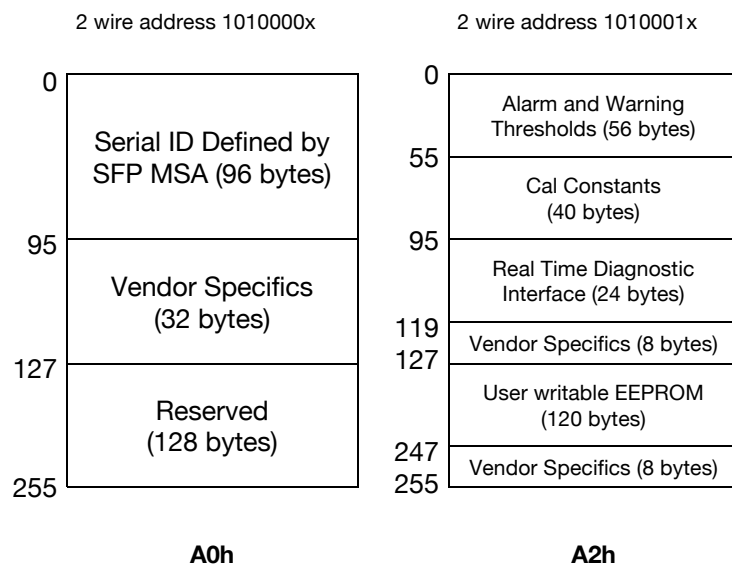 2 wire address 1010000x
0
Serial ID Defined by
SFP MSA (96 bytes)
95
Vendor Specifics
(32 bytes)
127
Reserved
(128 bytes)
255
A0h
2 wire address 1010001x
0
Alarm and Warning
Thresholds (56 bytes)
55
Cal Constants
(40 bytes)
95
Real Time Diagnostic
Interface (24 bytes)
119
Vendor Specifics (8 bytes)
127
User writable EEPROM
(120 bytes)
247
Vendor Specifics (8 bytes)
255
A2h